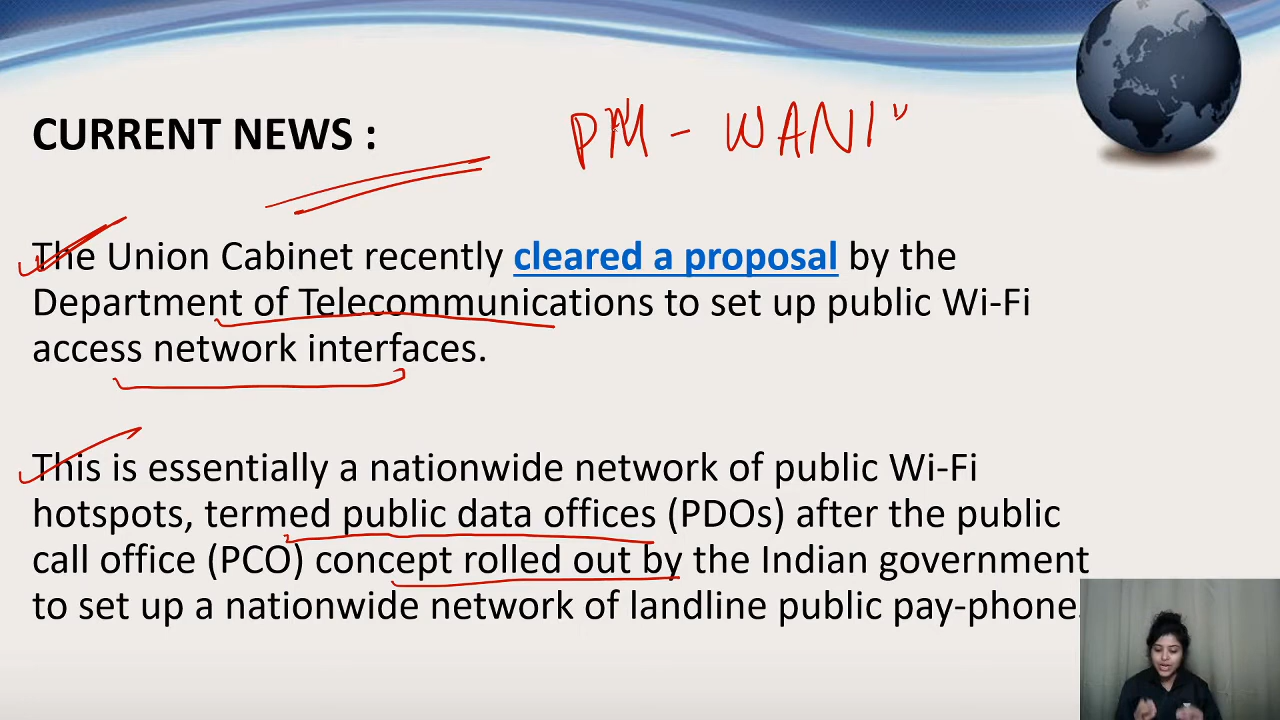 CURRENT NEWS :
PM - WANI
The Union Cabinet recently cleared a proposal by the
Department of Telecommunications to set up public Wi-Fi
access network interfaces.
This is essentially a nationwide network of public Wi-Fi
hotspots, termed public data offices (PDOs) after the public
call office (PCO) concept rolled out by the Indian government
to set up a nationwide network of landline public pay-phone